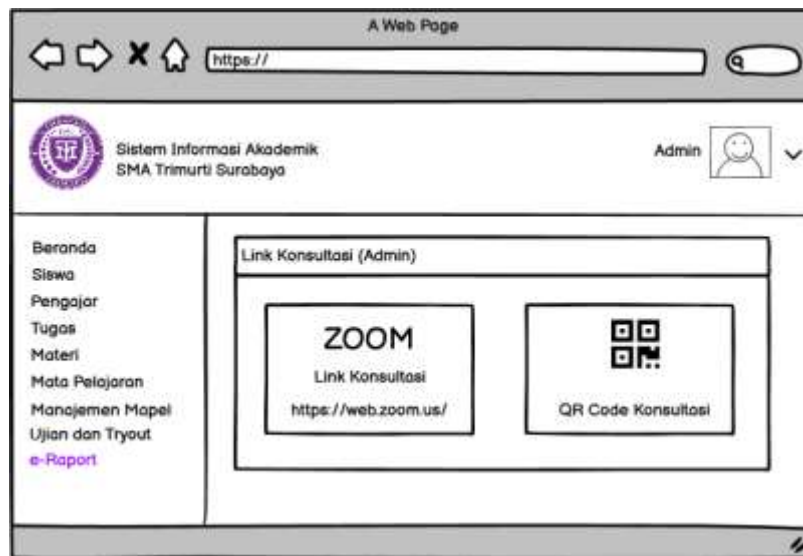 A Web Page
https://
Sistem Informasi Akademik
SMA Trimurti Surabaya
Admin
Beranda
Siswa
Pengajar
Tugas
Materi
Mata Pelajaran
Manajemen Mapel
Ujian dan Tryout
e-Raport
Link Konsultasi (Admin)
ZOOM
Link Konsultasi
https://web.zoom.us/
QR Code Konsultasi